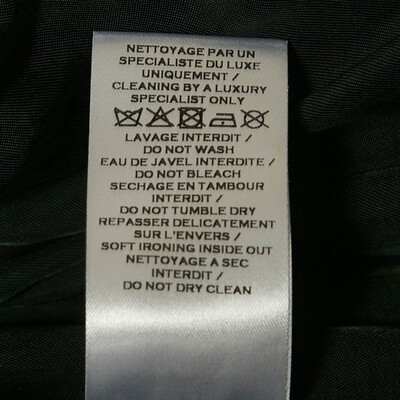 NETTOYAGE PAR UN
SPECIALISTE DU LUXE
UNIQUEMENT /
CLEANING BY A LUXURY
SPECIALIST ONLY
LAVAGE INTERDIT /
DO NOT WASH
EAU DE JAVEL INTERDITE /
DO NOT BLEACH
SECHAGE EN TAMBOUR
INTERDIT /
DO NOT TUMBLE DRY
REPASSER DELICATEMENT
SUR L'ENVERS /
SOFT IRONING INSIDE OUT
NETTOYAGE A SEC
INTERDIT /
DO NOT DRY CLEAN